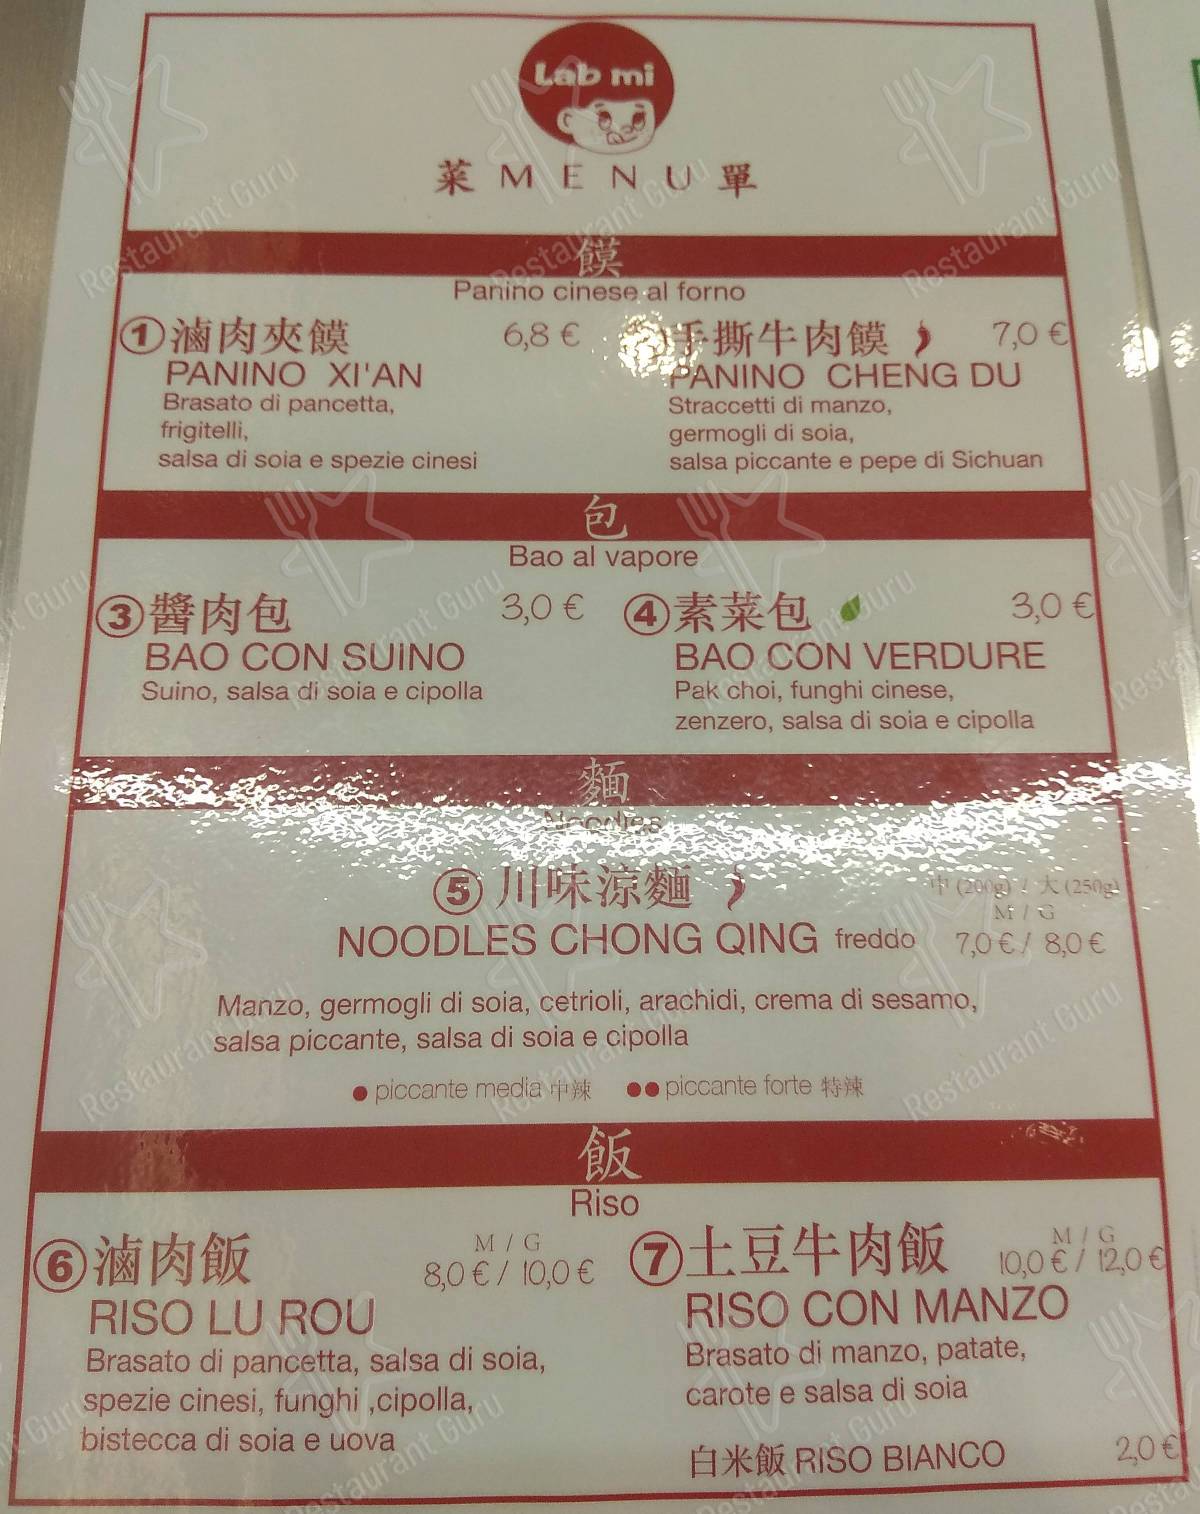 Lab mi
菜 MENU 單
饃
Panino cinese al forno
① 滷肉夾饃 6,8 €
PANINO XI'AN
Brasato di pancetta,
frigitelli,
salsa di soia e spezie cinesi
手撕牛肉饃 7,0 €
PANINO CHENG DU
Straccetti di manzo,
germogli di soia,
salsa piccante e pepe di Sichuan
包
Bao al vapore
③ 醬肉包 3,0 €
BAO CON SUINO
Suino, salsa di soia e cipolla
④ 素菜包 3,0 €
BAO CON VERDURE
Pak choi, funghi cinese,
zenzero, salsa di soia e cipolla
麵
Noodles
⑤ 川味涼麵
中 (200g) / 大 (250g)
M / G
NOODLES CHONG QING freddo 7,0 € / 8,0 €
Manzo, germogli di soia, cetrioli, arachidi, crema di sesamo,
salsa piccante, salsa di soia e cipolla
● piccante media 中辣 ●● piccante forte 特辣
飯
Riso
⑥ 滷肉飯
M / G
8,0 € / 10,0 €
RISO LU ROU
Brasato di pancetta, salsa di soia,
spezie cinesi, funghi ,cipolla,
bistecca di soia e uova
⑦ 土豆牛肉飯
M / G
10,0 € / 12,0 €
RISO CON MANZO
Brasato di manzo, patate,
carote e salsa di soia
白米飯 RISO BIANCO 2,0 €
Restaurant Guru